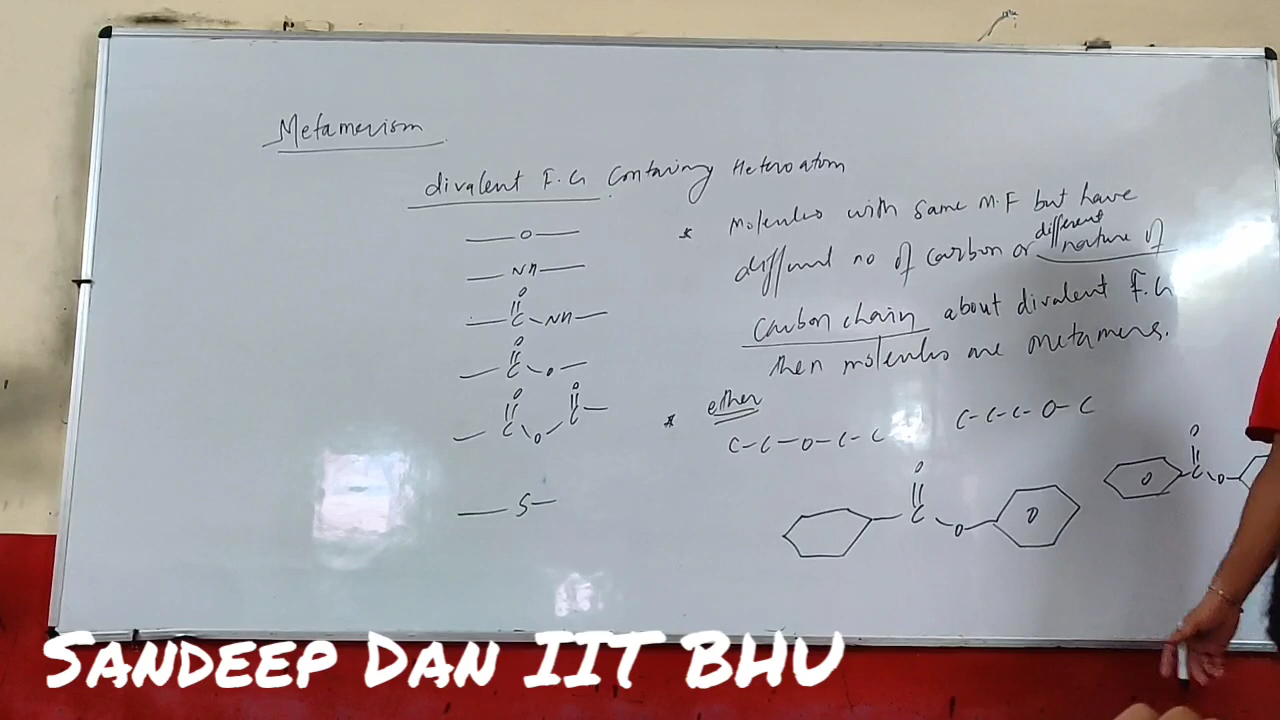 Metamerism
divalent F.G containing Heteroatom
—O—
—NH—
O
—C—NH—
O
—C—O—
O O
—C—O—C—
—S—
* Molecules with same M.F but have
different no of carbon or different nature of
carbon chain about divalent F.G
then molecules are metamers.
* ether
C-C-O-C-C
C-C-C-O-C
O
C O
O
C O
SANDEEP DAN IIT BHU